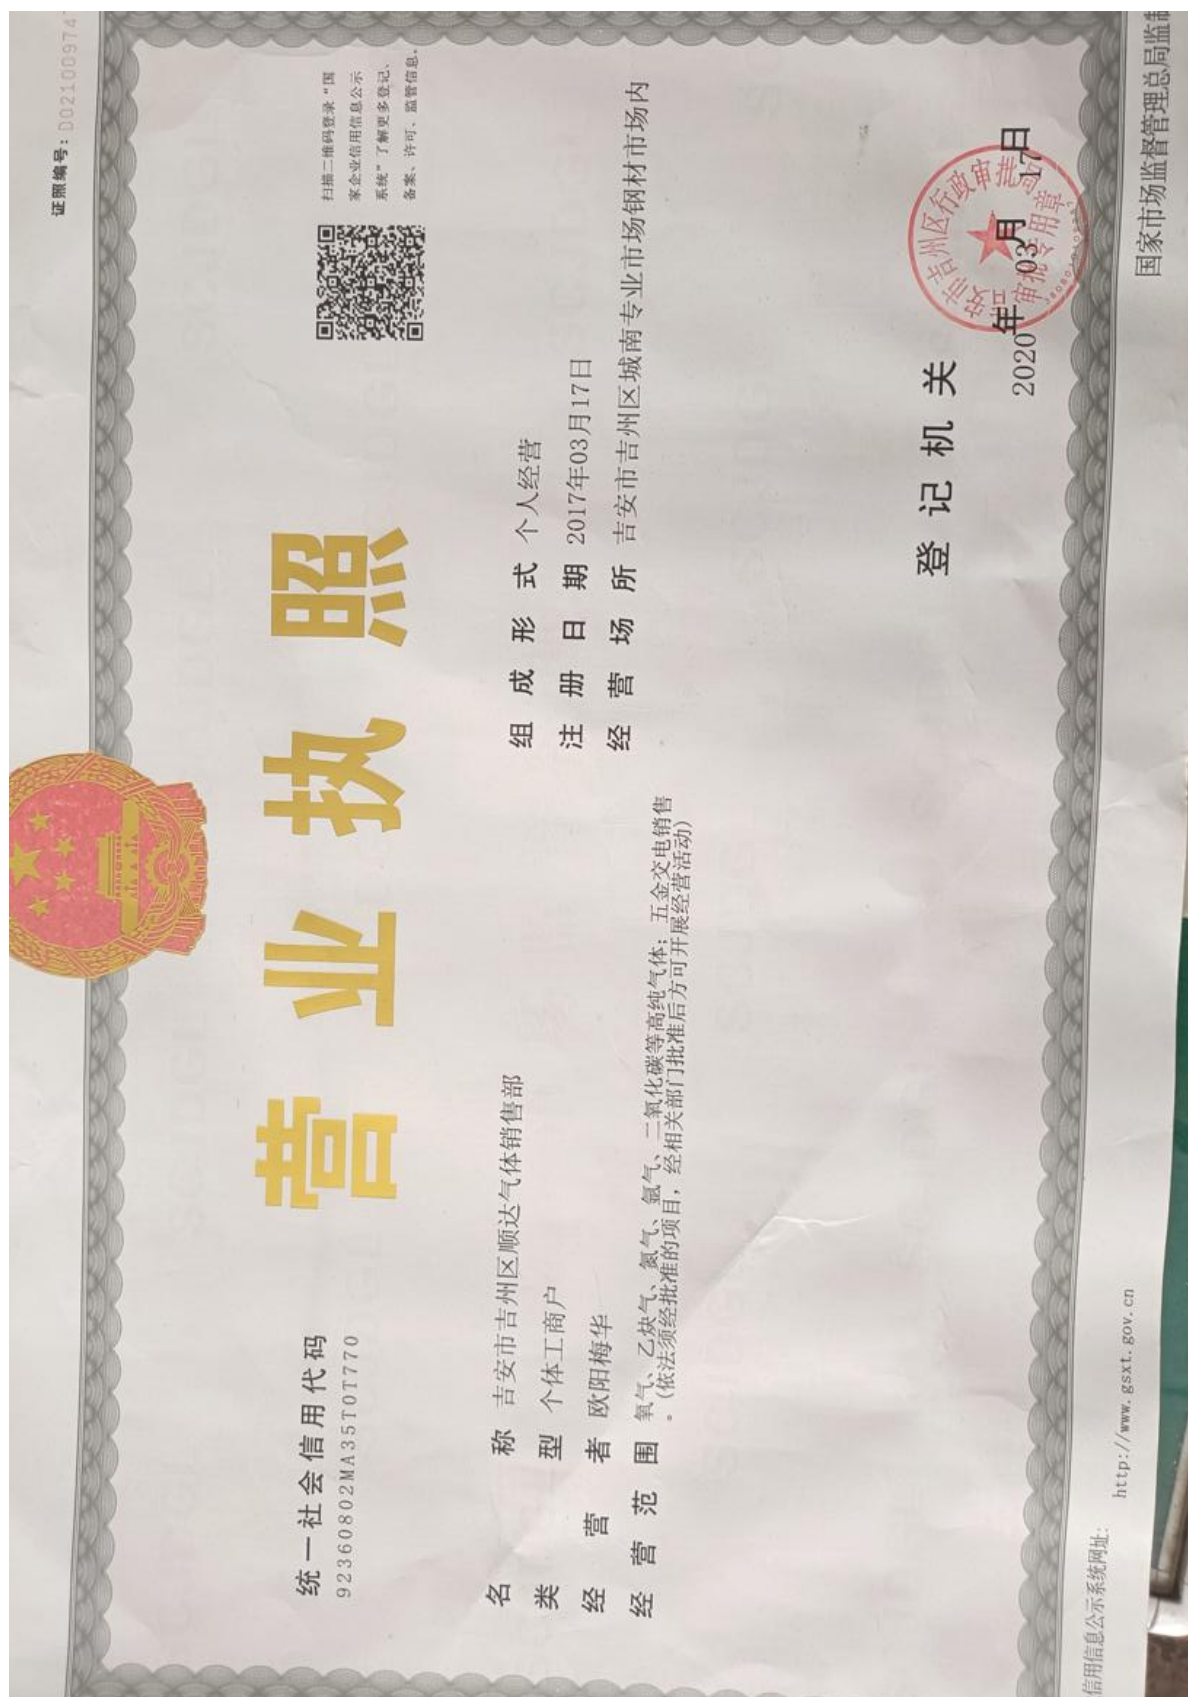 证照编号: D021009747
统一社会信用代码
92360802MA35T0T770
营业执照
扫描二维码登录“国
家企业信用信息公示
系统”了解更多登记、
备案、许可、监管信息。
名称 吉安市吉州区顺达气体销售部
类型 个体工商户
经营者 欧阳梅华
经营范围 氧气、乙炔气、氮气、氩气、二氧化碳等高纯气体；五金交电销售
。(依法须经批准的项目，经相关部门批准后方可开展经营活动)
组成形式 个人经营
注册日期 2017年03月17日
经营场所 吉安市吉州区城南专业市场钢材市场内
登记机关
吉安市吉州区行政审批局
审批专用章
2020年 03月 17日
信用信息公示系统网址:
http://www.gsxt.gov.cn
国家市场监督管理总局监制